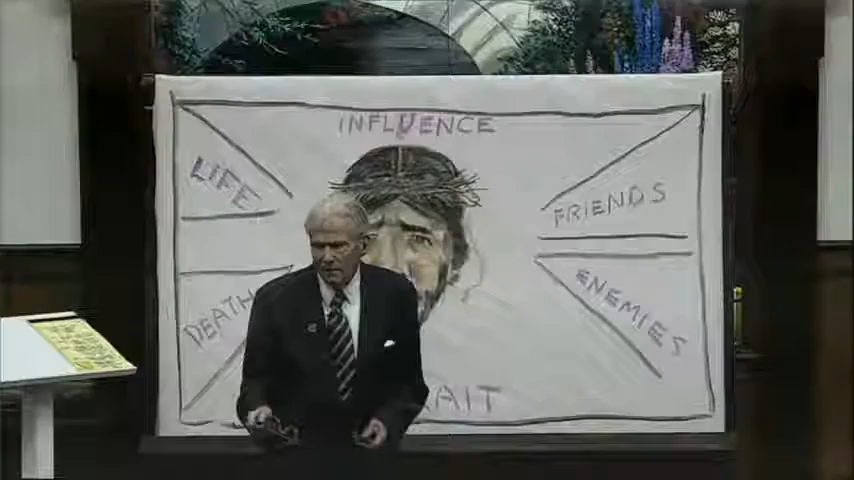 INFLUENCE
LIFE
FRIENDS
DEATH
ENEMIES